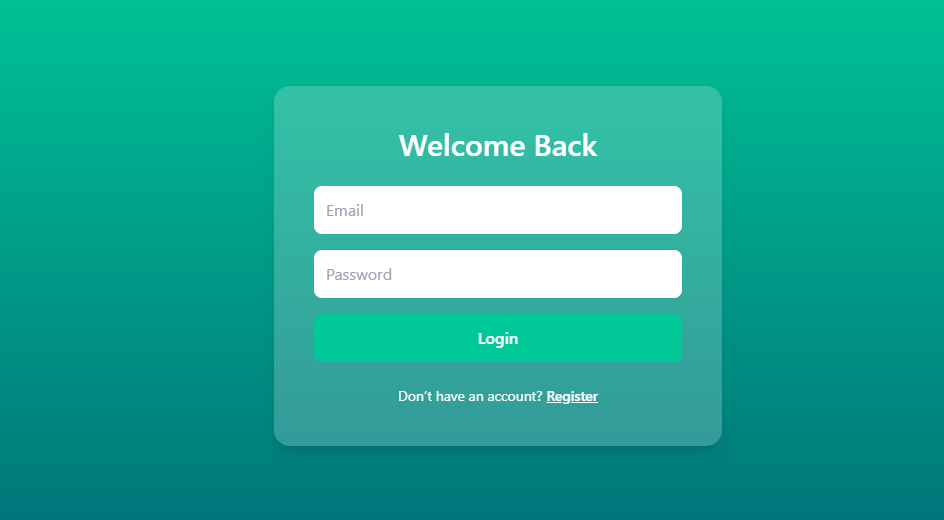 Welcome Back
Email
Password
Login
Don’t have an account? Register